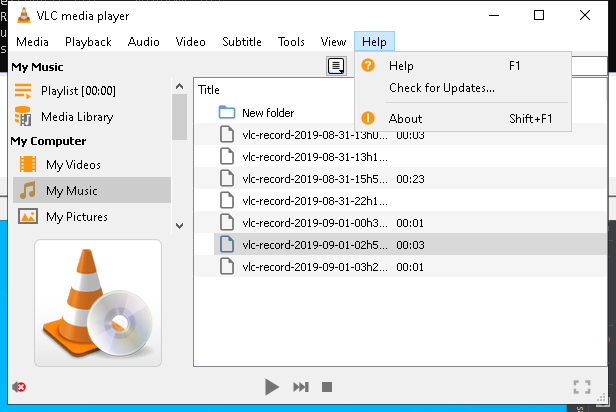 VLC media player
Media Playback Audio Video Subtitle Tools View Help
My Music
Playlist [00:00]
Media Library
My Computer
My Videos
My Music
My Pictures
Title
New folder
vlc-record-2019-08-31-13h0... 00:03
vlc-record-2019-08-31-13h1...
vlc-record-2019-08-31-15h5... 00:23
vlc-record-2019-08-31-22h1...
vlc-record-2019-09-01-00h3... 00:01
vlc-record-2019-09-01-02h5... 00:03
vlc-record-2019-09-01-03h2... 00:01
Help F1
Check for Updates...
About Shift+F1